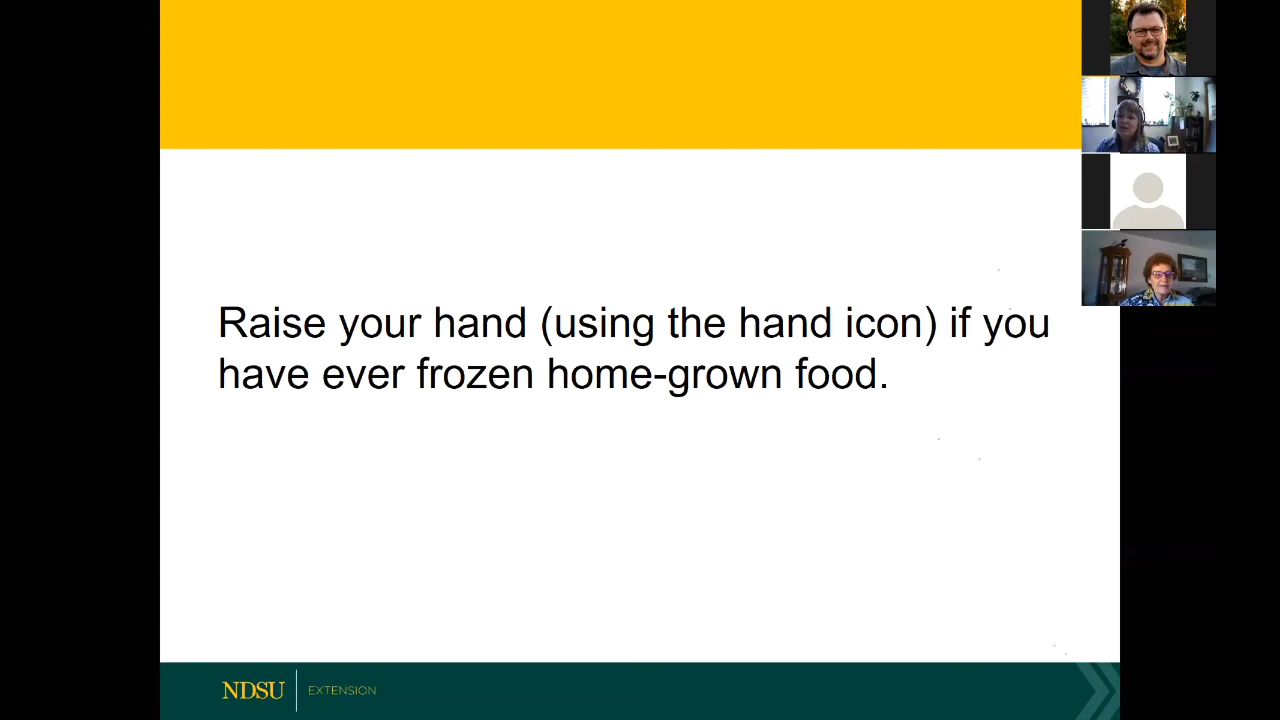 Raise your hand (using the hand icon) if you
have ever frozen home-grown food.
NDSU EXTENSION